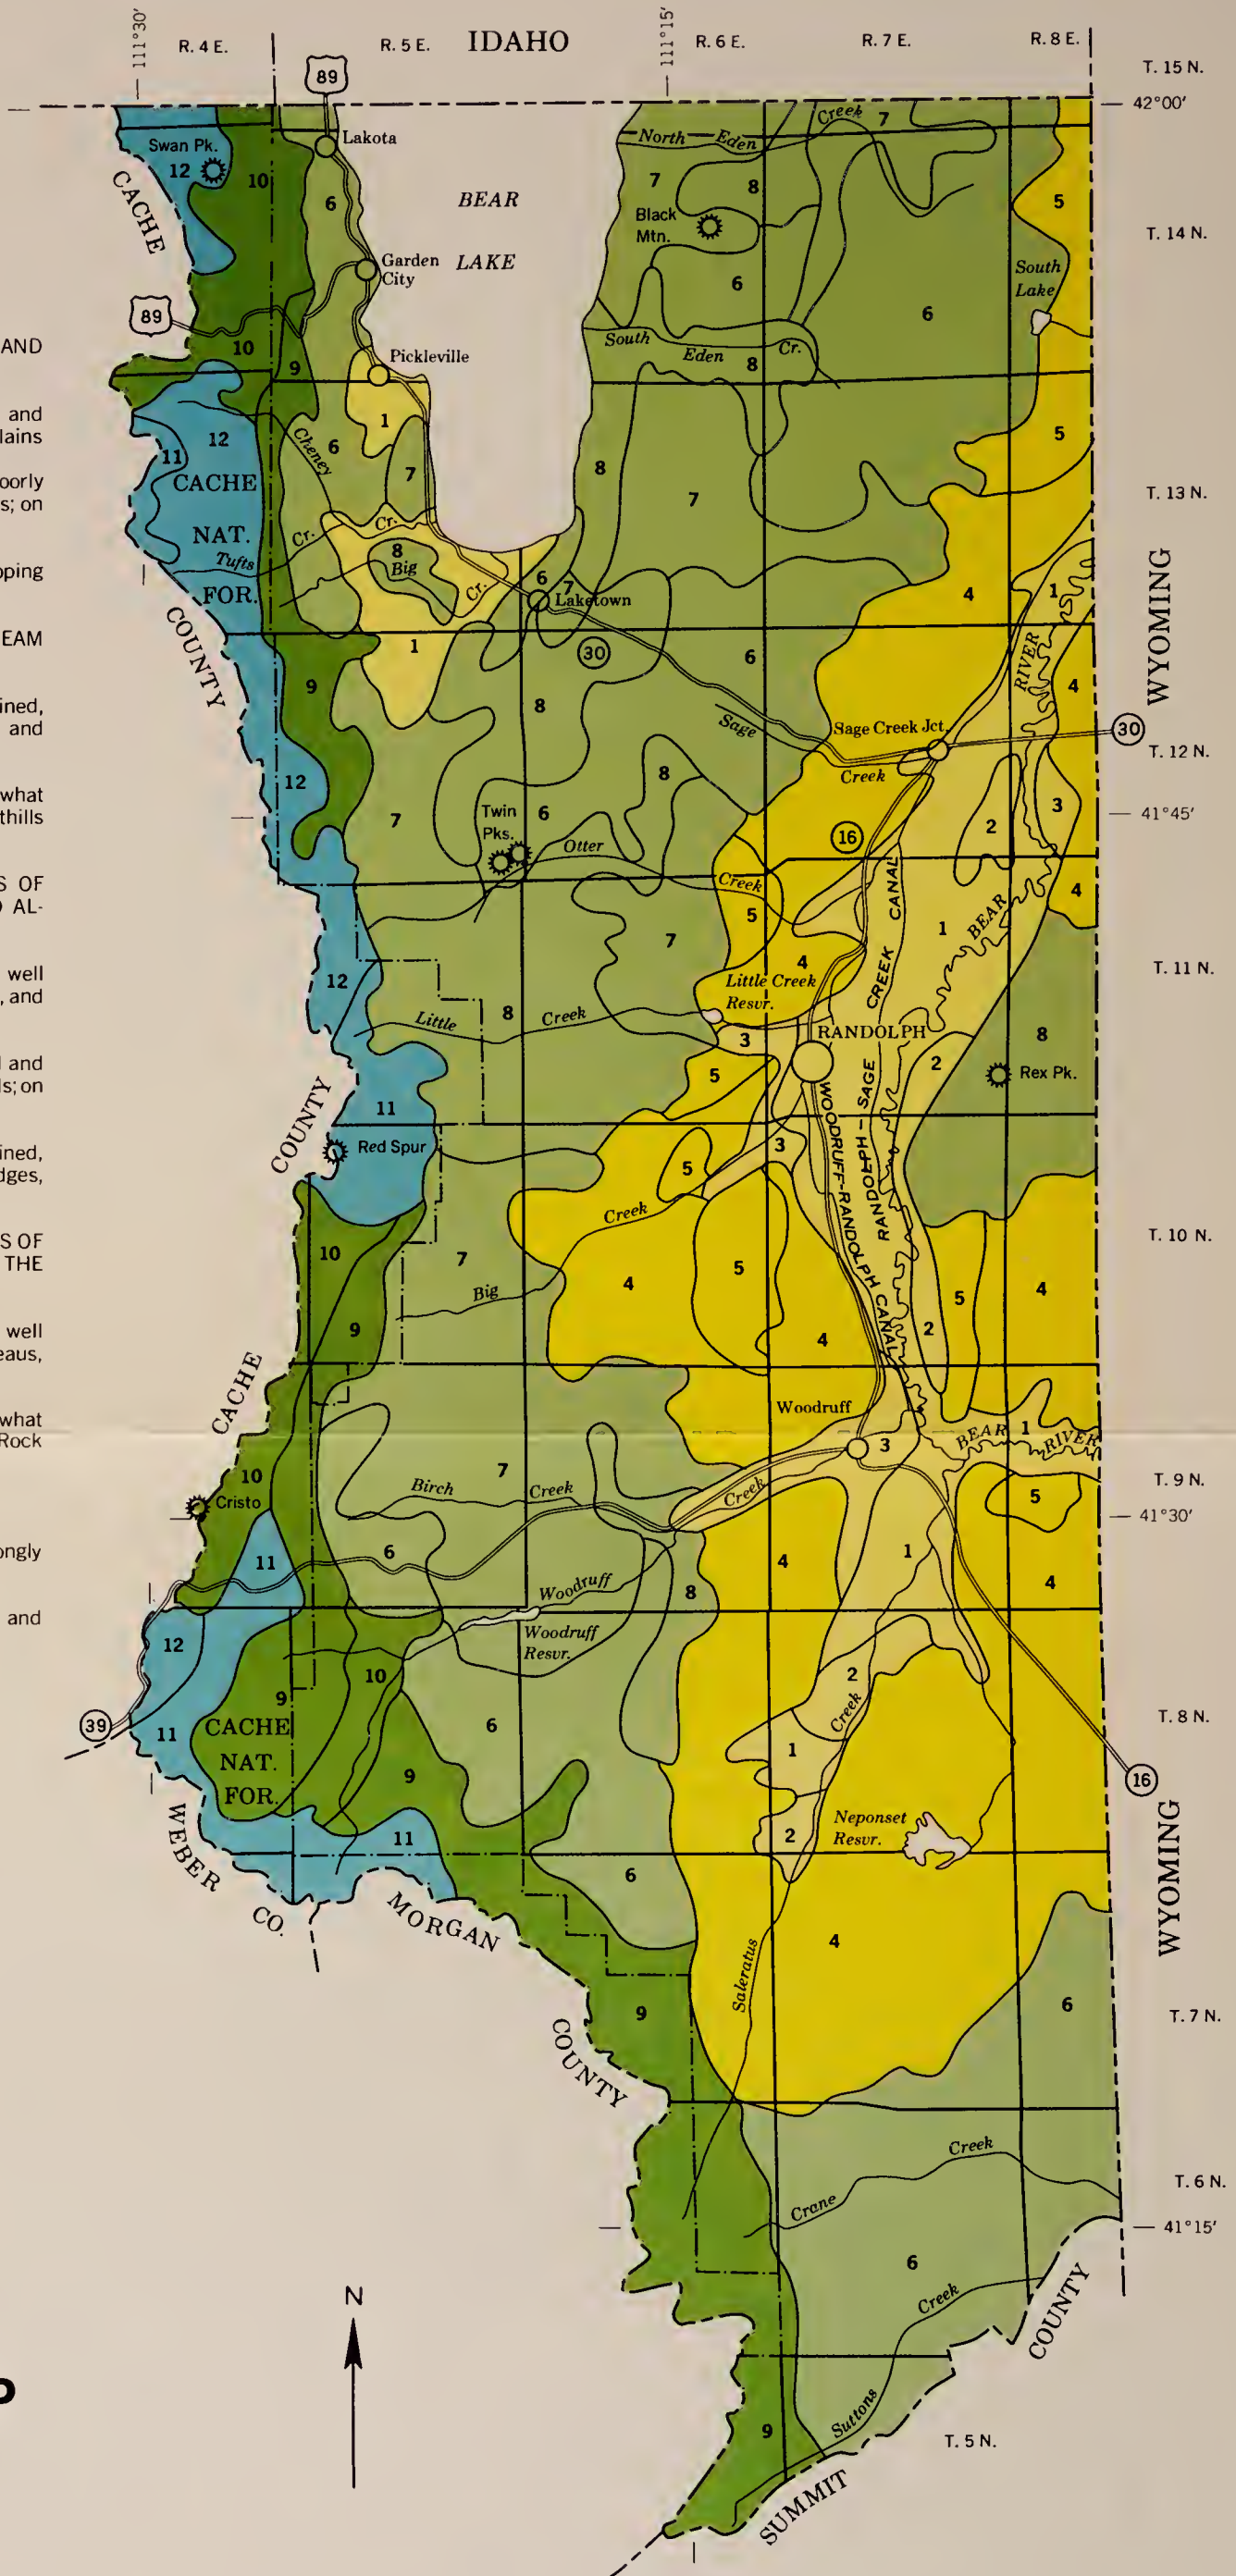 111°30'
R. 4 E.
R. 5 E.
IDAHO
111°15'
R. 6 E.
R. 7 E.
R. 8 E.
T. 15 N.
89
42°00'
Lakota
North Eden Creek
7
Swan Pk.
12
10
6
BEAR
LAKE
7
8
5
CACHE
Black
Mtn.
T. 14 N.
Garden
City
6
6
South
Lake
89
10
9
Pickleville
South Eden Cr.
8
AND
1
and
lains
11
12
Cheney
6
7
8
7
5
CACHE
T. 13 N.
oorly
s; on
NAT.
Tufts
Cr.
Cr.
8
Big
Cr.
FOR.
6
7
Laketown
4
1
WYOMING
pping
COUNTY
1
30
6
RIVER
EAM
9
8
4
ined,
and
Sage
Creek
Sage Creek Jct.
30
T. 12 N.
12
8
3
what
thills
7
Twin
Pks.
6
16
2
41°45'
Otter
Creek
4
S OF
D AL-
5
7
CANAL
CREEK
SAGE
RANDOLPH-
1
BEAR
12
4
T. 11 N.
well
, and
Little Creek
Resvr.
Little
8
Creek
3
RANDOLPH
2
8
Rex Pk.
l and
ls; on
5
11
COUNTY
Red Spur
3
WOODRUFF-RANDOLPH CANAL
ined,
dges,
5
Creek
10
7
T. 10 N.
S OF
THE
Big
4
5
5
4
9
4
2
well
eaus,
CACHE
Woodruff
1
what
Rock
3
BEAR
RIVER
10
7
Birch
Creek
Creek
T. 9 N.
Cristo
5
41°30'
11
6
4
1
4
ongly
Woodruff
8
and
12
Woodruff
Resvr.
10
2
9
Creek
39
11
CACHE
6
T. 8 N.
NAT.
1
FOR.
9
16
WEBER
CO.
11
2
Neponset
Resvr.
6
WYOMING
MORGAN
4
Saleratus
9
6
T. 7 N.
COUNTY
Creek
Crane
T. 6 N.
41°15'
6
N
Creek
COUNTY
Suttons
9
T. 5 N.
SUMMIT